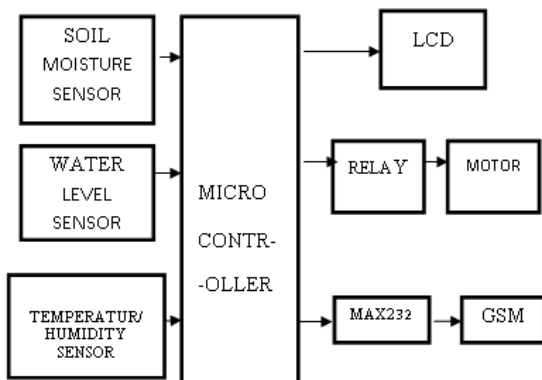 SOIL
MOISTURE
SENSOR
WATER
LEVEL
SENSOR
TEMPERATUR/
HUMIDITY
SENSOR
MICRO
CONTR-
-OLLER
LCD
RELAY
MOTOR
MAX232
GSM